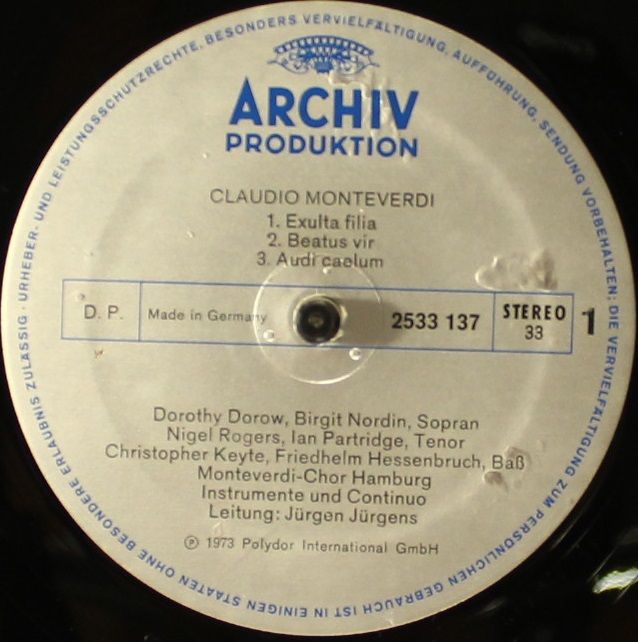 URHEBER- UND LEISTUNGSSCHUTZRECHTE, BESONDERS VERVIELFÄLTIGUNG, AUFFÜHRUNG, SENDUNG VORBEHALTEN; DIE VERVIELFÄLTIGUNG ZUM PERSÖNLICHEN GEBRAUCH IST IN EINIGEN STAATEN OHNE BESONDERE ERLAUBNIS ZULÄSSIG ·
ARCHIV
PRODUKTION
CLAUDIO MONTEVERDI
1. Exulta filia
2. Beatus vir
3. Audi caelum
D. P. Made in Germany 2533 137 STEREO 1
33
Dorothy Dorow, Birgit Nordin, Sopran
Nigel Rogers, Ian Partridge, Tenor
Christopher Keyte, Friedhelm Hessenbruch, Baß
Monteverdi-Chor Hamburg
Instrumente und Continuo
Leitung: Jürgen Jürgens
Ⓟ 1973 Polydor International GmbH